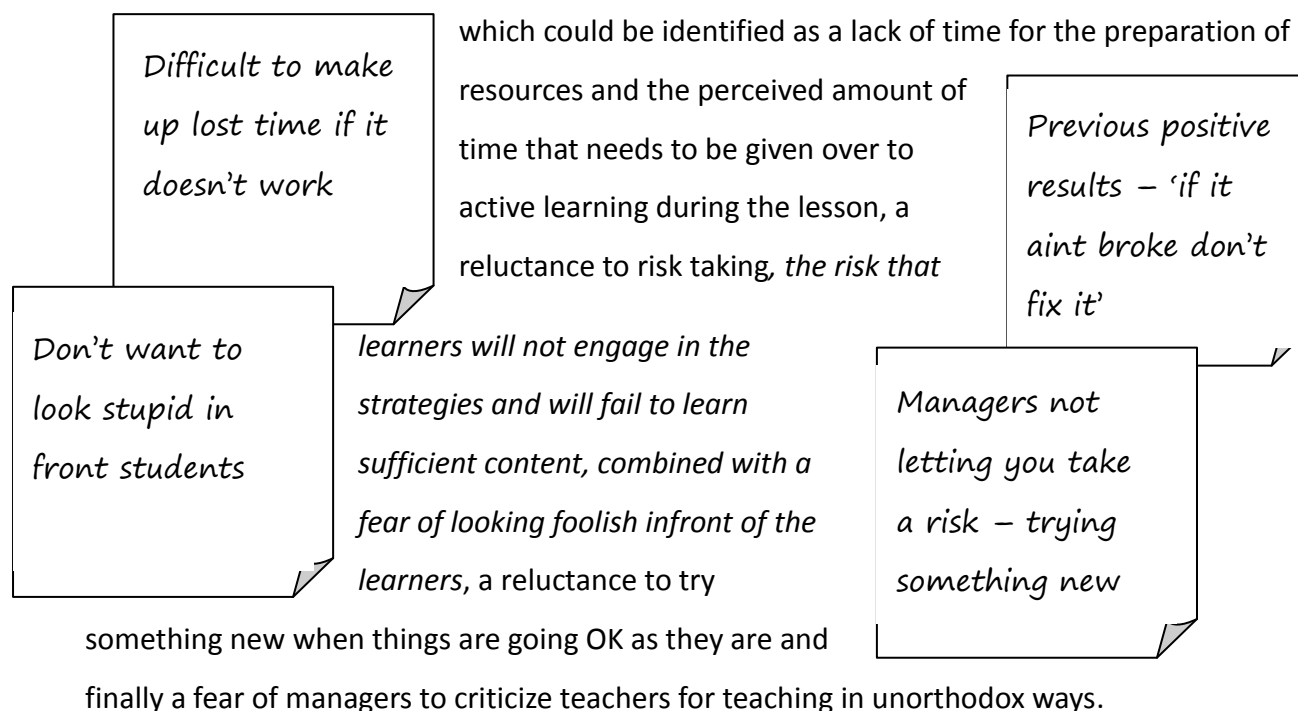 Difficult to make
up lost time if it
doesn't work
Don't want to
look stupid in
front students
which could be identified as a lack of time for the preparation of
resources and the perceived amount of
time that needs to be given over to
active learning during the lesson, a
reluctance to risk taking, the risk that
learners will not engage in the
strategies and will fail to learn
sufficient content, combined with a
fear of looking foolish infront of the
learners, a reluctance to try
something new when things are going OK as they are and
finally a fear of managers to criticize teachers for teaching in unorthodox ways.
Previous positive
results – ‘if it
aint broke don't
fix it’
Managers not
letting you take
a risk – trying
something new